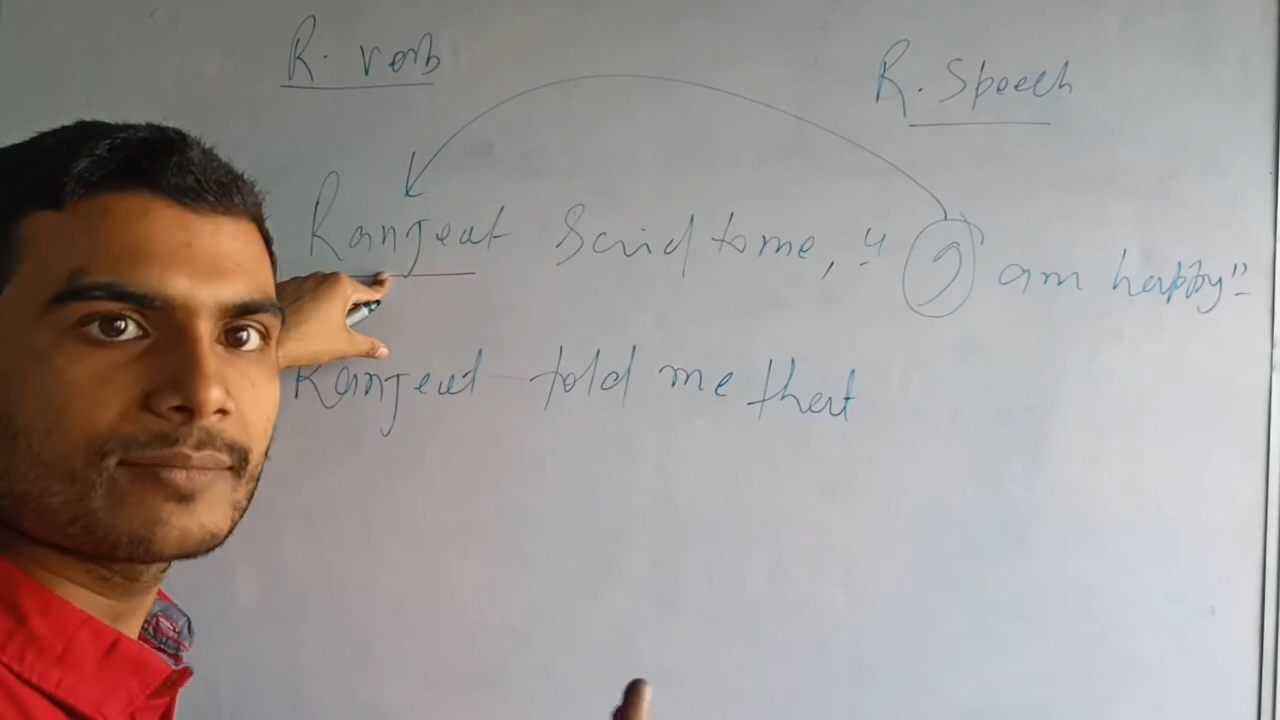 R. verb
R. Speech
Ranjeet Said to me, "I am happy"
Ranjeet told me that